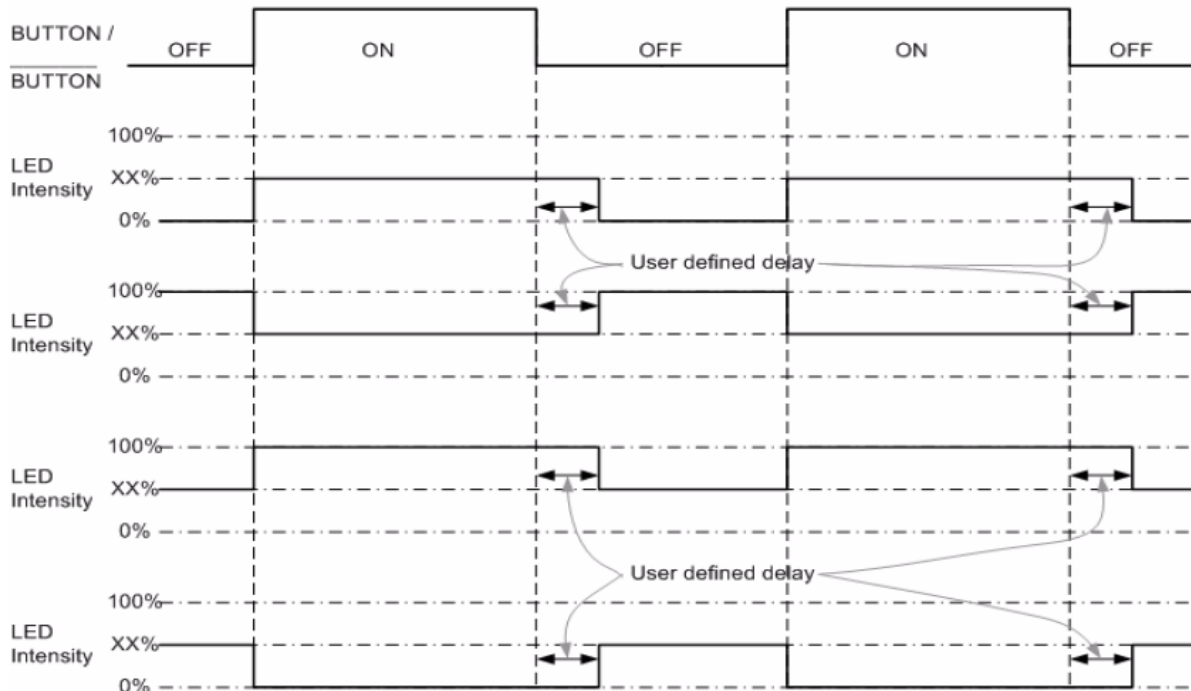 BUTTON /
BUTTON
OFF
ON
OFF
ON
OFF
100%
LED
Intensity
XX%
0%
User defined delay
100%
LED
Intensity
XX%
0%
100%
LED
Intensity
XX%
0%
User defined delay
100%
LED
Intensity
XX%
0%